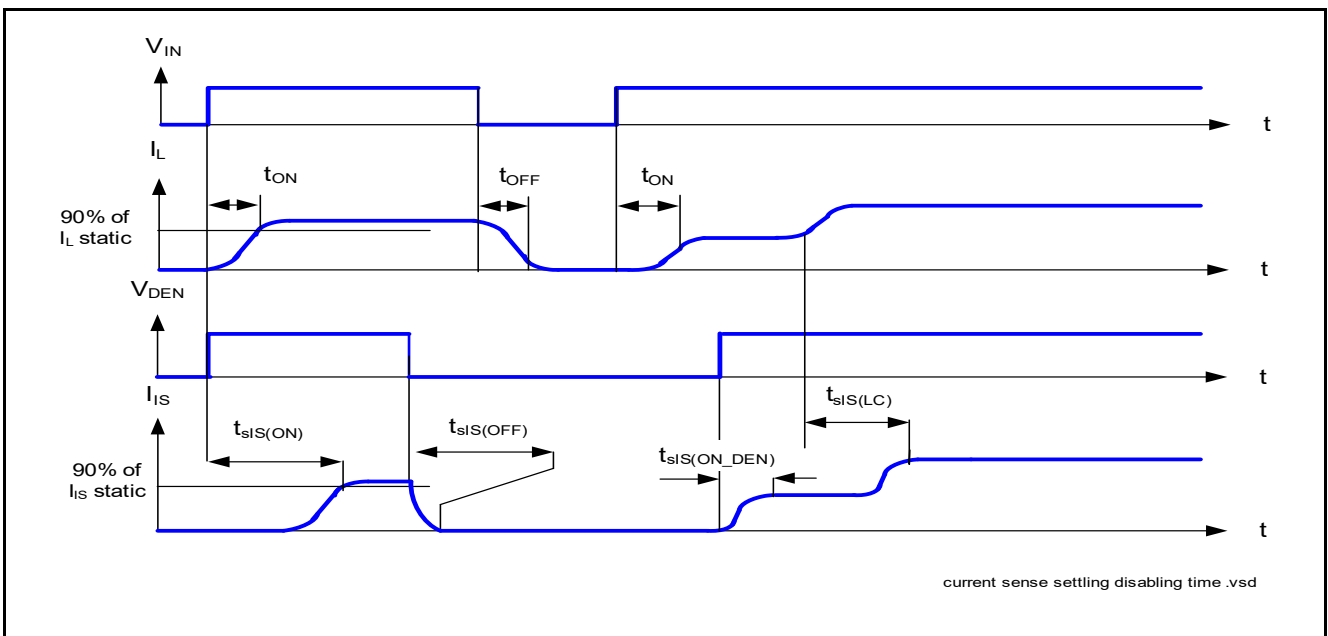 V_IN
t
I_L
t_ON
t_OFF
t_ON
90% of
I_L static
t
V_DEN
t
I_IS
t_sIS(ON)
t_sIS(OFF)
t_sIS(LC)
t_sIS(ON_DEN)
90% of
I_IS static
t
current sense settling disabling time .vsd